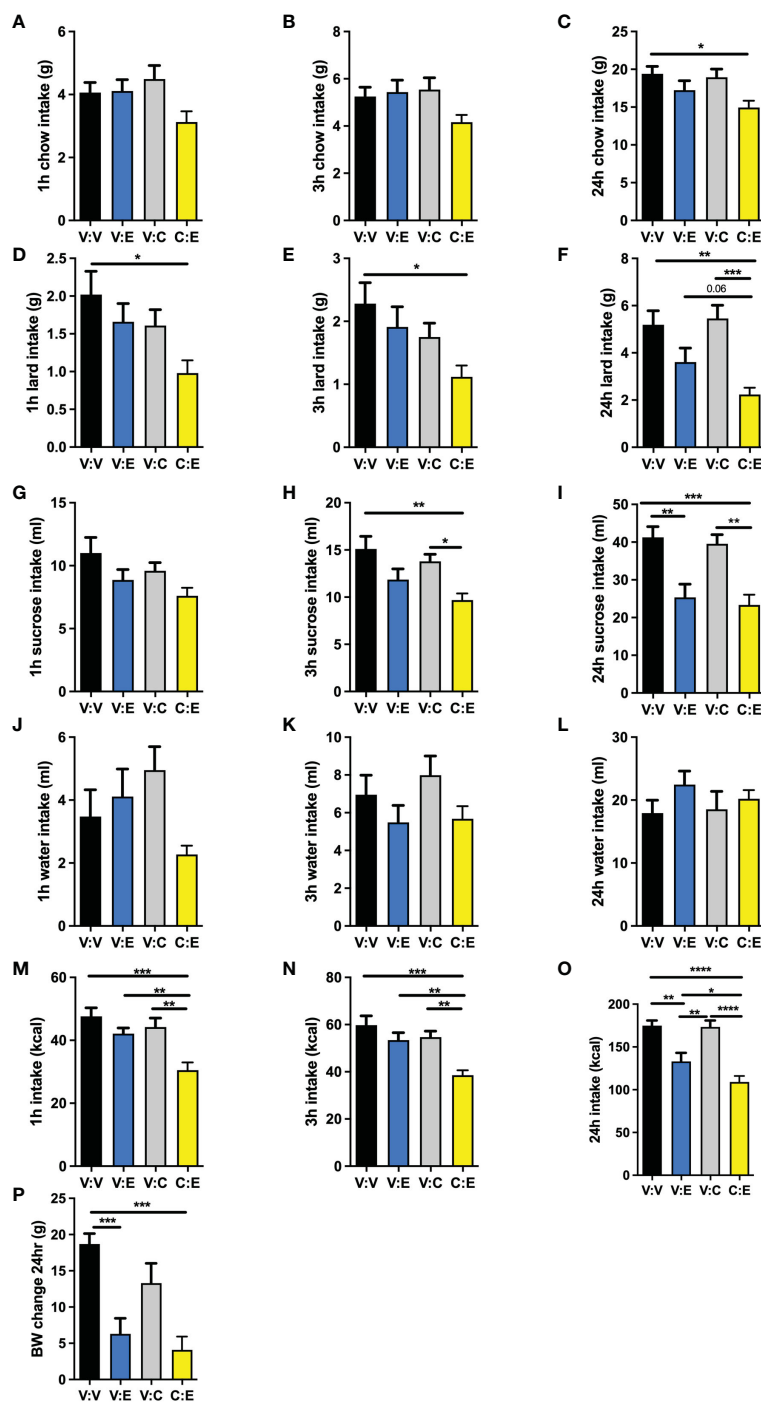 A
1h chow intake (g)
6
4
2
0
V:V V:E V:C C:E
B
3h chow intake (g)
8
6
4
2
0
V:V V:E V:C C:E
C
24h chow intake (g)
25
20
15
10
5
0
*
V:V V:E V:C C:E
D
1h lard intake (g)
2.5
2.0
1.5
1.0
0.5
0.0
*
V:V V:E V:C C:E
E
3h lard intake (g)
3
2
1
0
*
V:V V:E V:C C:E
F
24h lard intake (g)
8
6
4
2
0
**
***
0.06
V:V V:E V:C C:E
G
1h sucrose intake (ml)
15
10
5
0
V:V V:E V:C C:E
H
3h sucrose intake (ml)
20
15
10
5
0
**
*
V:V V:E V:C C:E
I
24h sucrose intake (ml)
50
40
30
20
10
0
***
** **
V:V V:E V:C C:E
J
1h water intake (ml)
6
4
2
0
V:V V:E V:C C:E
K
3h water intake (ml)
10
8
6
4
2
0
V:V V:E V:C C:E
L
24h water intake (ml)
30
20
10
0
V:V V:E V:C C:E
M
1h intake (kcal)
60
40
20
0
***
**
**
V:V V:E V:C C:E
N
3h intake (kcal)
80
60
40
20
0
***
**
**
V:V V:E V:C C:E
O
24h intake (kcal)
200
150
100
50
0
****
** *
** ****
V:V V:E V:C C:E
P
BW change 24hr (g)
25
20
15
10
5
0
***
***
V:V V:E V:C C:E